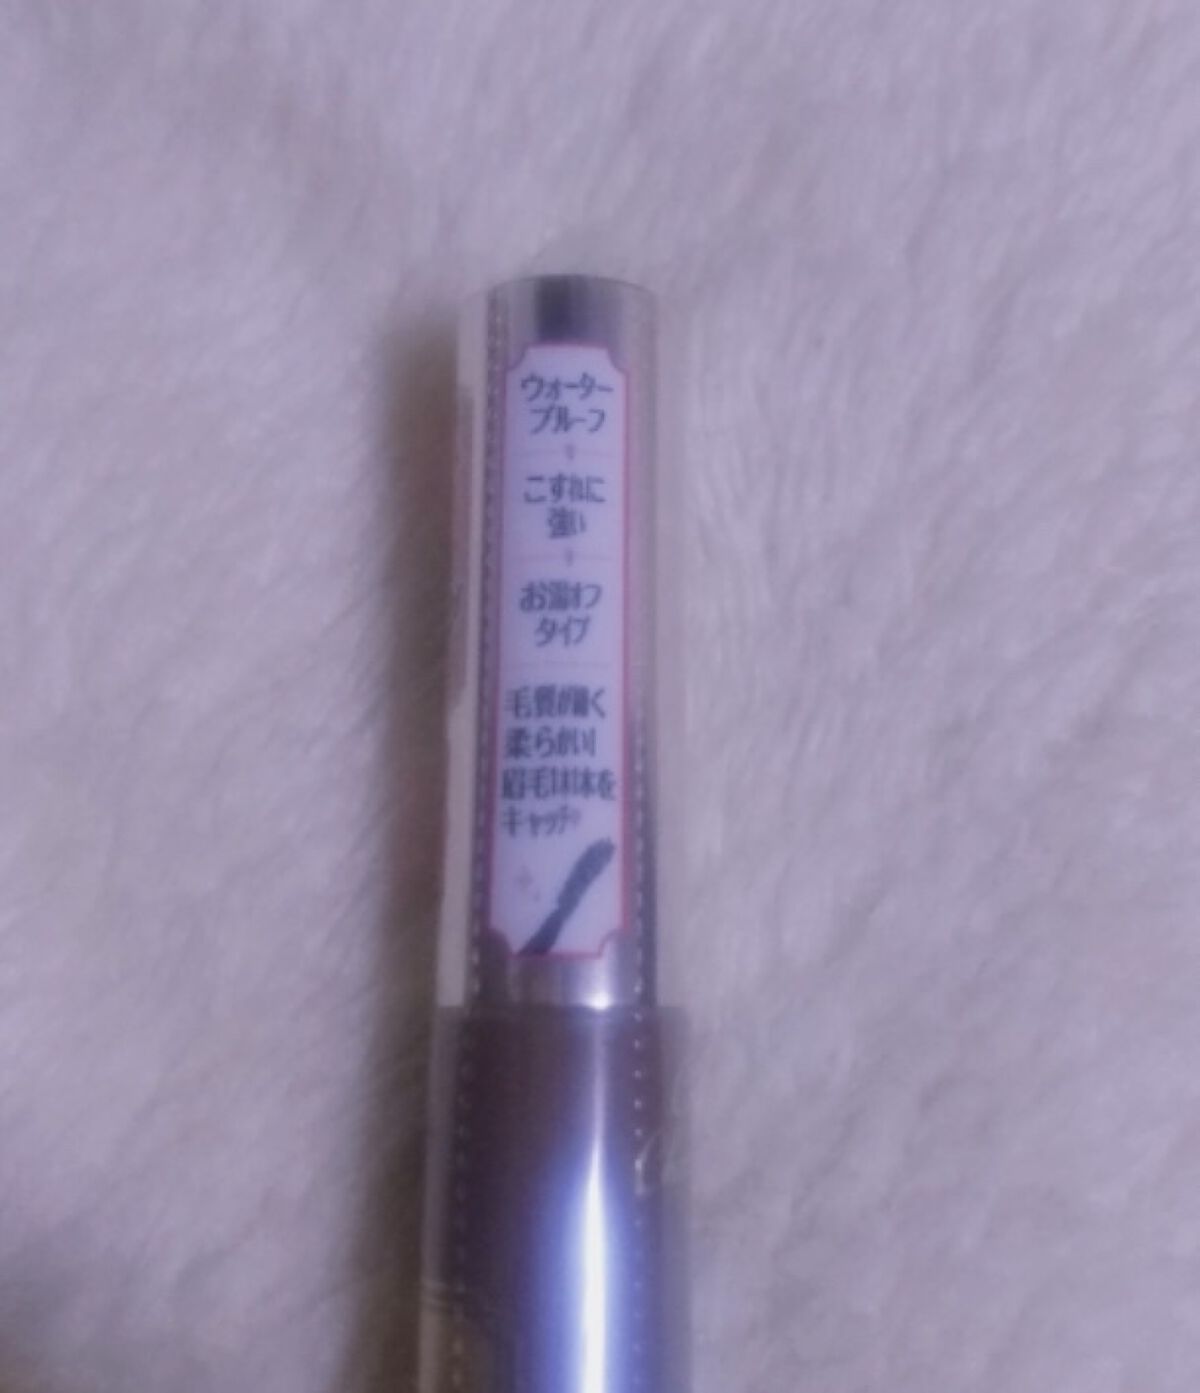 ウォーター
プルーフ
こすれに
強い
お湯オフ
タイプ
毛質が細く
柔らかい
眉毛1本1本を
キャッチ